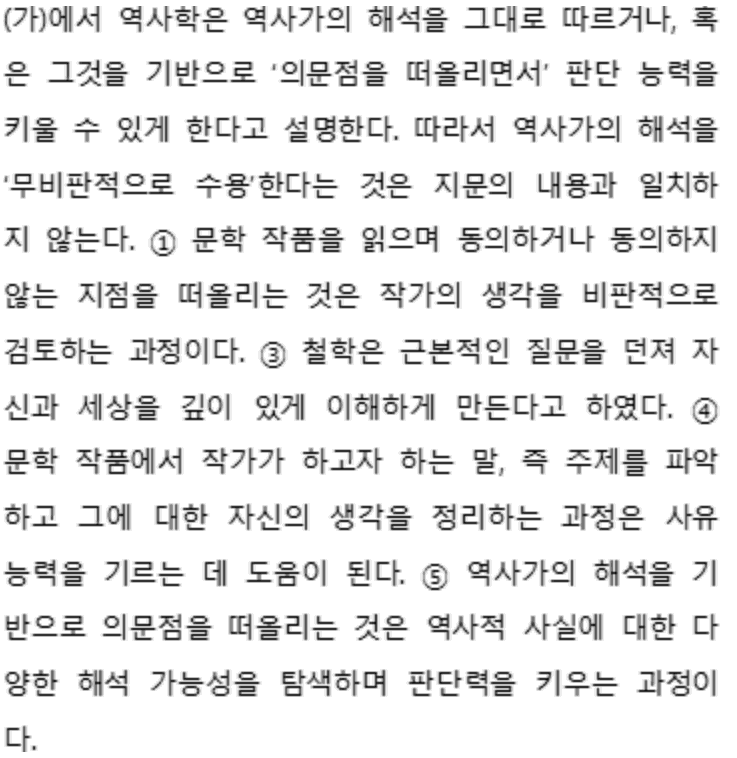 (가)에서 역사학은 역사가의 해석을 그대로 따르거나, 혹
은 그것을 기반으로 ‘의문점을 떠올리면서’ 판단 능력을
키울 수 있게 한다고 설명한다. 따라서 역사가의 해석을
‘무비판적으로 수용’한다는 것은 지문의 내용과 일치하
지 않는다. ① 문학 작품을 읽으며 동의하거나 동의하지
않는 지점을 떠올리는 것은 작가의 생각을 비판적으로
검토하는 과정이다. ③ 철학은 근본적인 질문을 던져 자
신과 세상을 깊이 있게 이해하게 만든다고 하였다. ④
문학 작품에서 작가가 하고자 하는 말, 즉 주제를 파악
하고 그에 대한 자신의 생각을 정리하는 과정은 사유
능력을 기르는 데 도움이 된다. ⑤ 역사가의 해석을 기
반으로 의문점을 떠올리는 것은 역사적 사실에 대한 다
양한 해석 가능성을 탐색하며 판단력을 키우는 과정이
다.